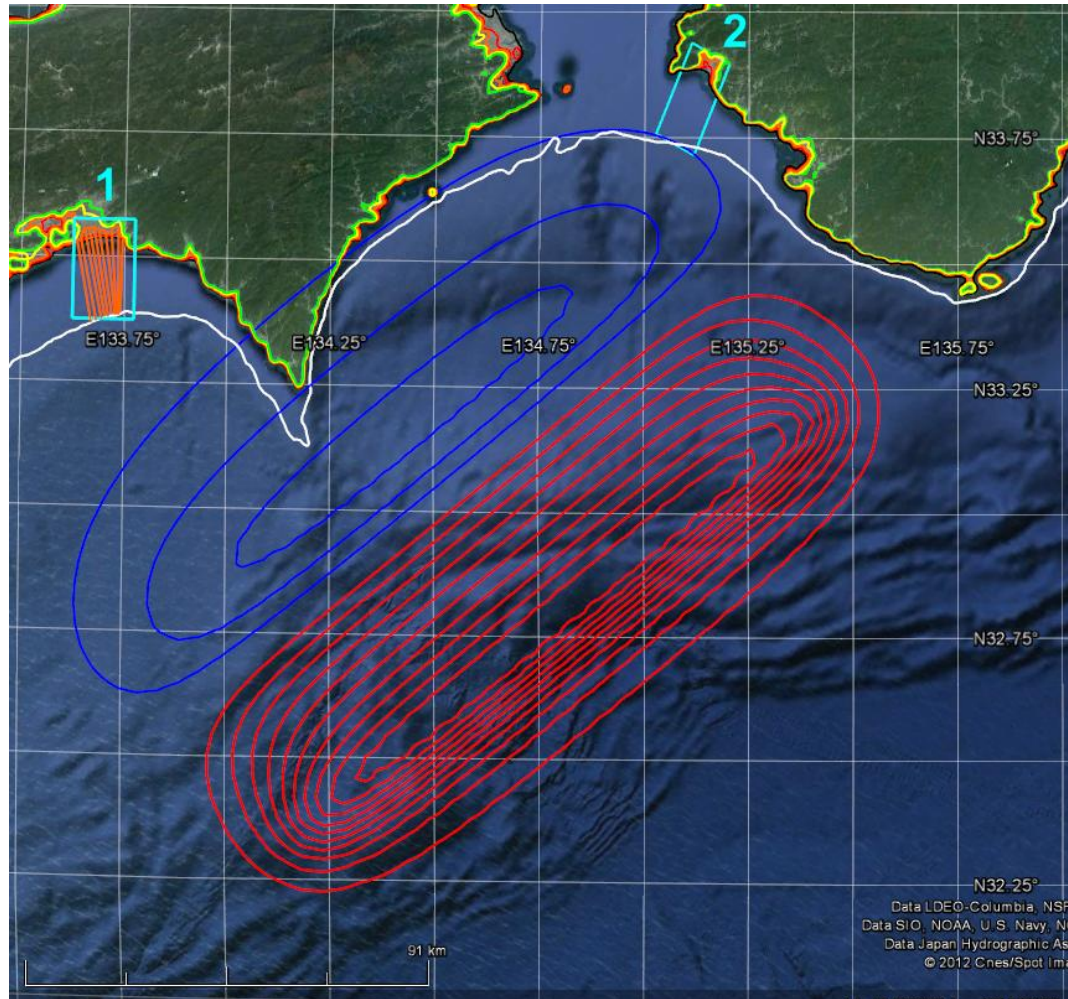 2
N33.75°
1
E133.75°
E134.25°
E134.75°
E135.25°
E135.75°
N33.25°
N32.75°
N32.25°
91 km
Data LDEO-Columbia, NSF
Data SIO, NOAA, U.S. Navy,
Data Japan Hydrographic As
© 2012 Cnes/Spot Ima